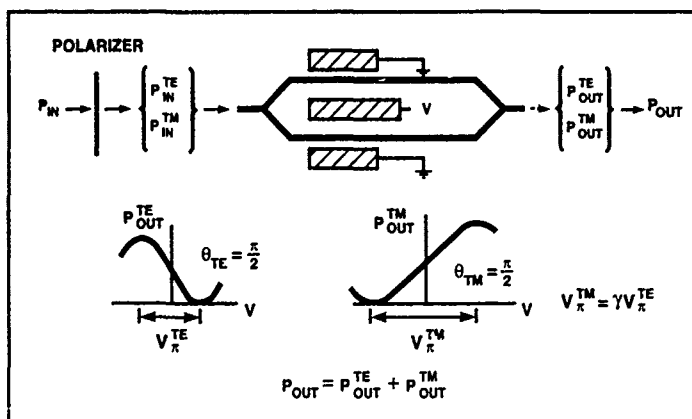 POLARIZER
P_IN → | → { P_IN^TE P_IN^TM } → V → { P_OUT^TE P_OUT^TM } → P_OUT
P_OUT^TE
θ_TE = π/2
V
V_π^TE
P_OUT^TM
θ_TM = π/2
V
V_π^TM
V_π^TM = γV_π^TE
P_OUT = P_OUT^TE + P_OUT^TM